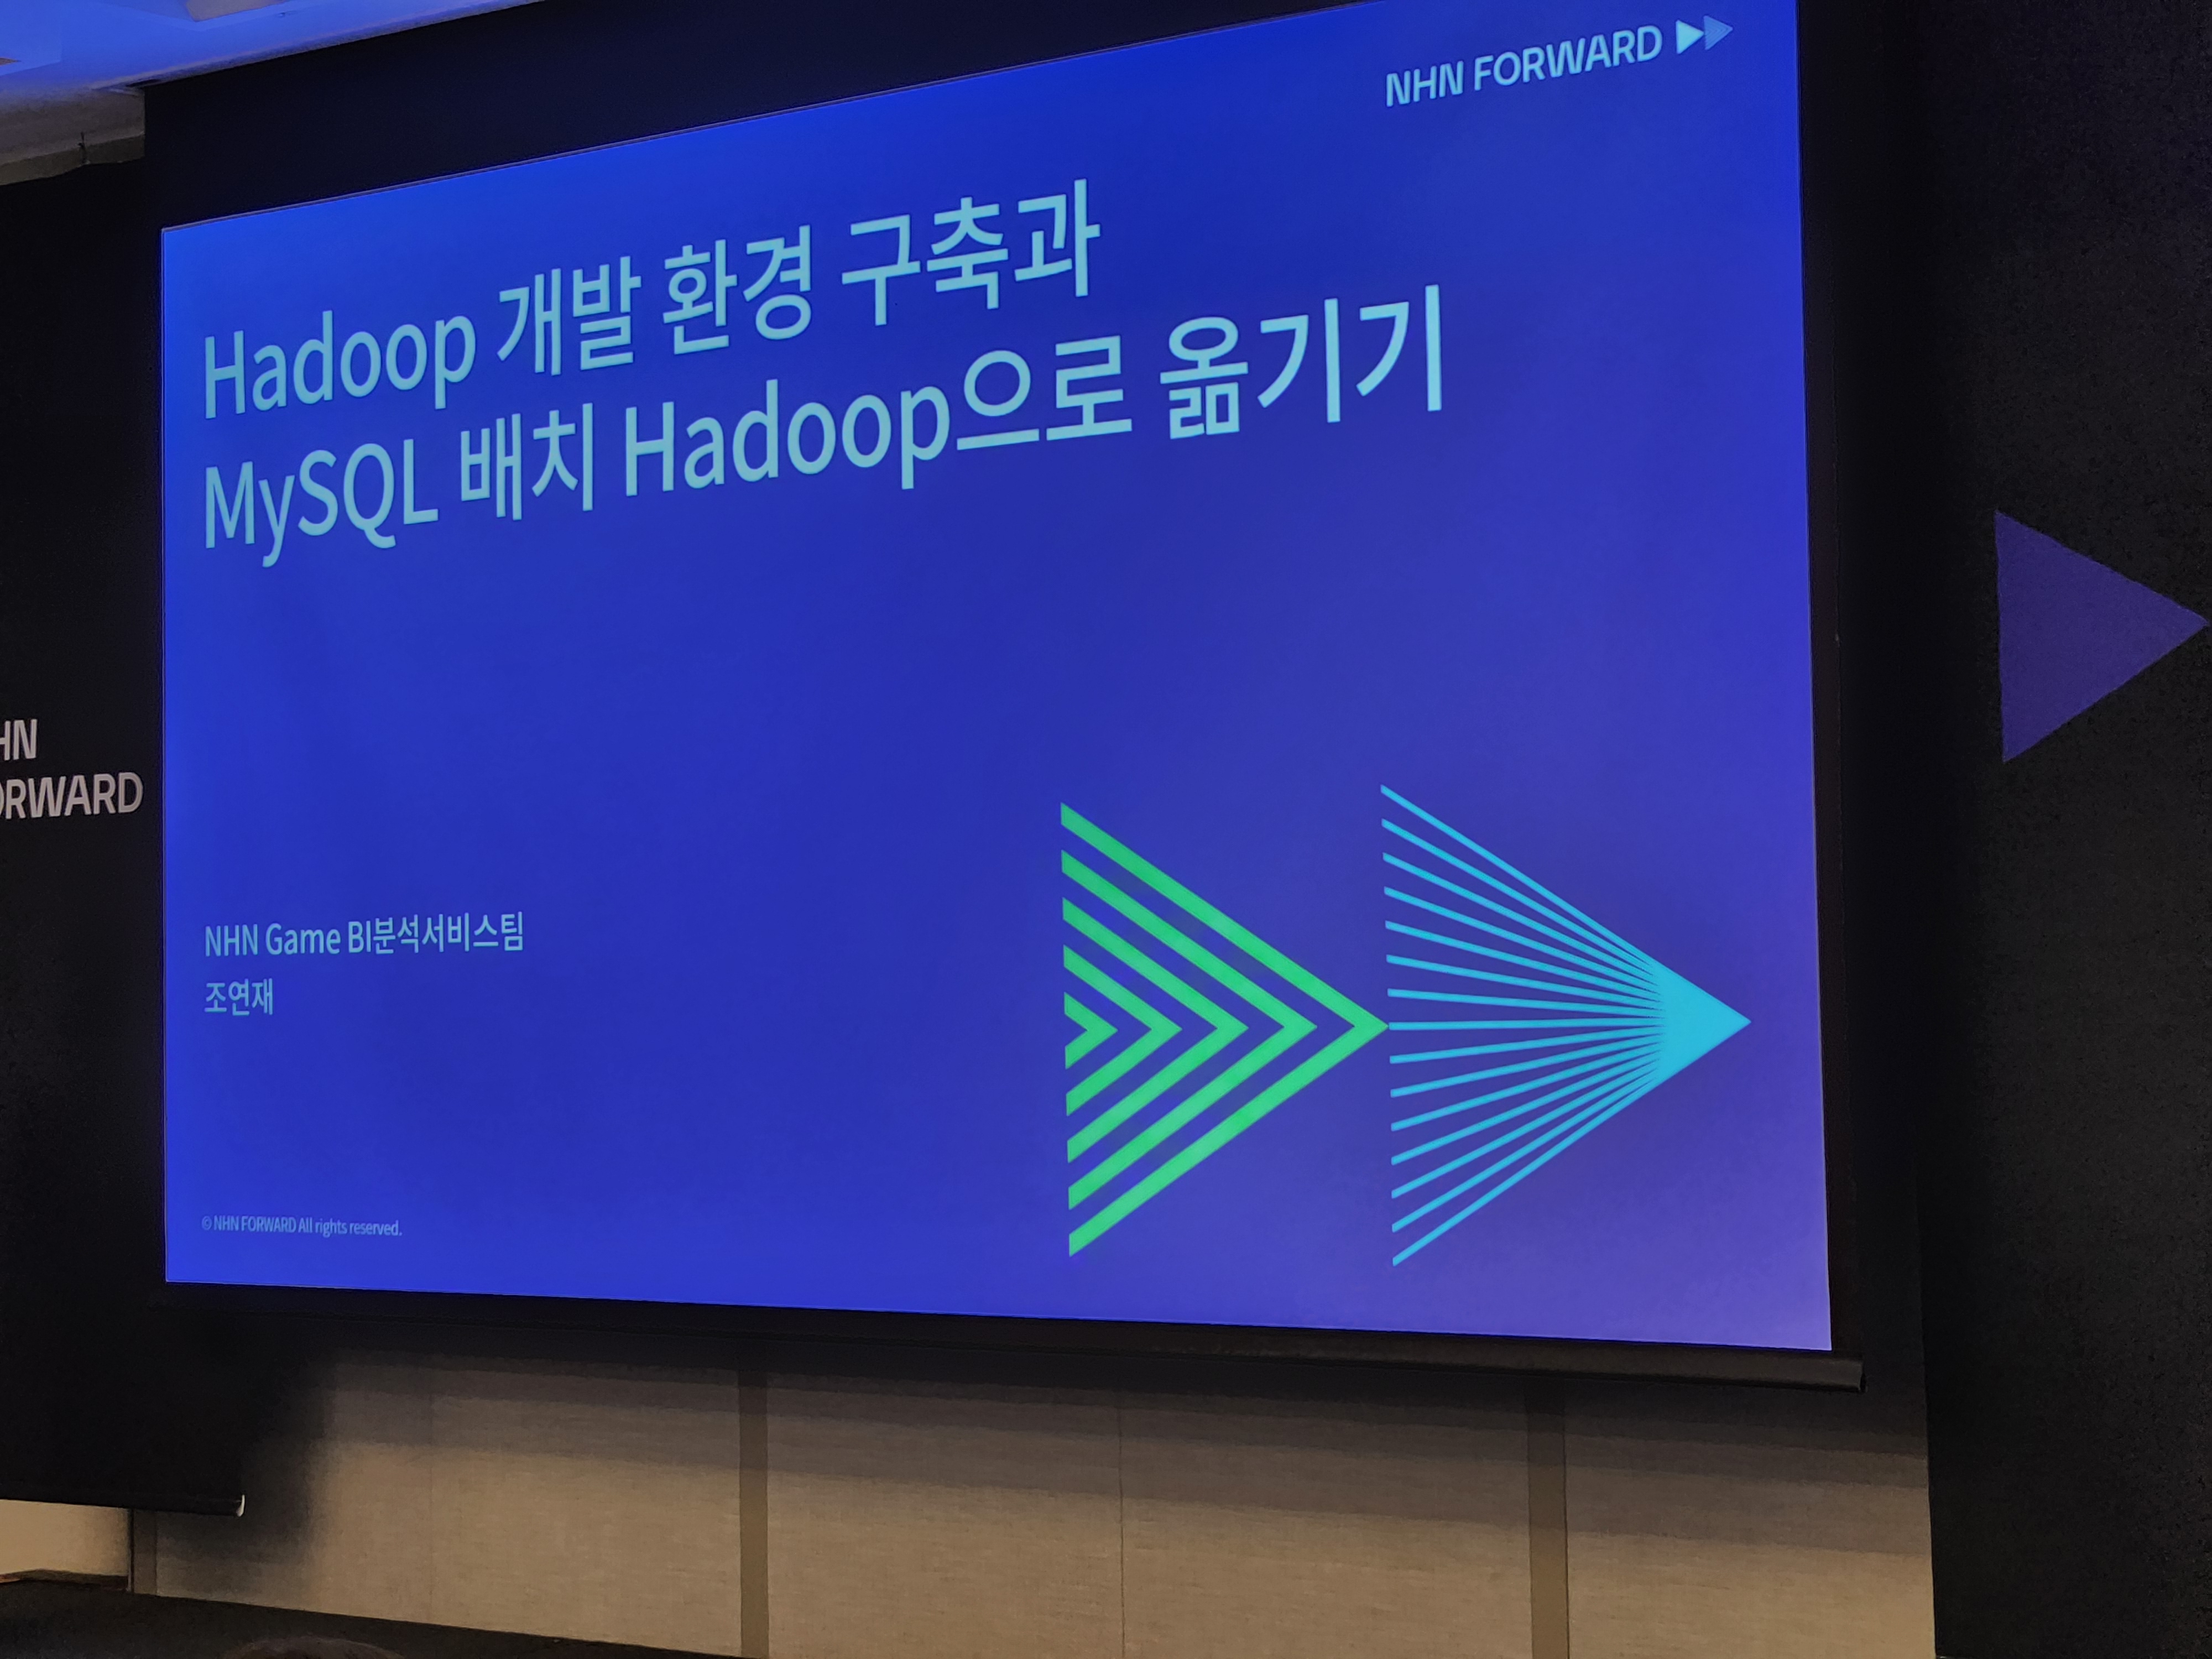 NHN FORWARD
Hadoop 개발 환경 구축과
MySQL 배치 Hadoop으로 옮기기
HN
ORWARD
NHN Game BI분석서비스팀
조연재
© NHN FORWARD All rights reserved.